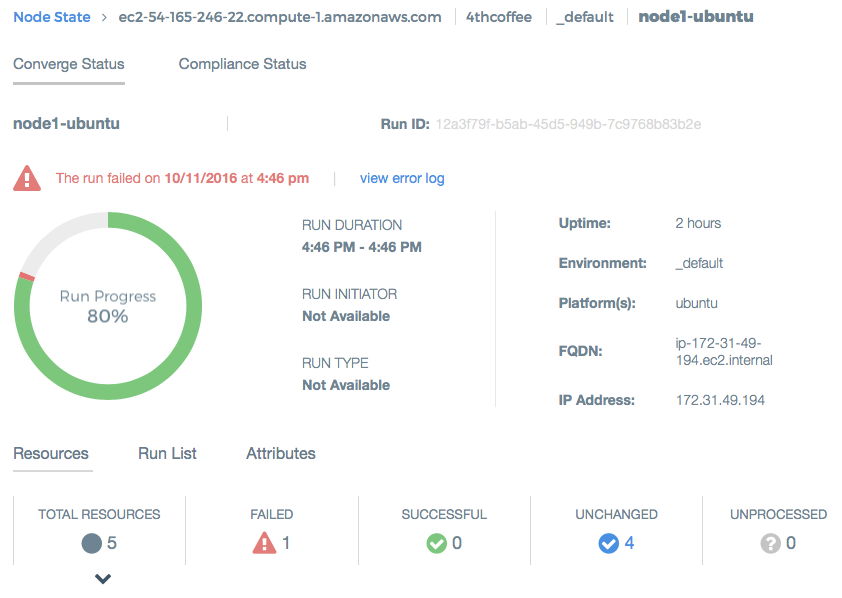 Node State > ec2-54-165-246-22.compute-1.amazonaws.com | 4thcoffee | _default | node1-ubuntu
Converge Status Compliance Status
node1-ubuntu | Run ID: 12a3f79f-b5ab-45d5-949b-7c9768b83b2e
The run failed on 10/11/2016 at 4:46 pm | view error log
Run Progress
80%
RUN DURATION
4:46 PM - 4:46 PM
RUN INITIATOR
Not Available
RUN TYPE
Not Available
Uptime: 2 hours
Environment: _default
Platform(s): ubuntu
FQDN: ip-172-31-49-
194.ec2.internal
IP Address: 172.31.49.194
Resources Run List Attributes
TOTAL RESOURCES FAILED SUCCESSFUL UNCHANGED UNPROCESSED
5 1 0 4 0